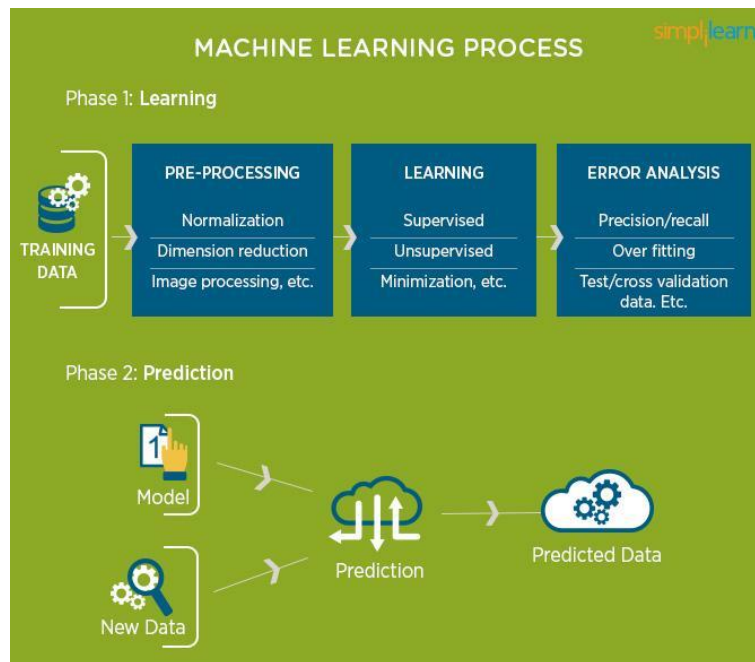 simplilearn
MACHINE LEARNING PROCESS
Phase 1: Learning
TRAINING
DATA
PRE-PROCESSING
Normalization
Dimension reduction
Image processing, etc.
LEARNING
Supervised
Unsupervised
Minimization, etc.
ERROR ANALYSIS
Precision/recall
Over fitting
Test/cross validation
data. Etc.
Phase 2: Prediction
1
Model
New Data
Prediction
Predicted Data